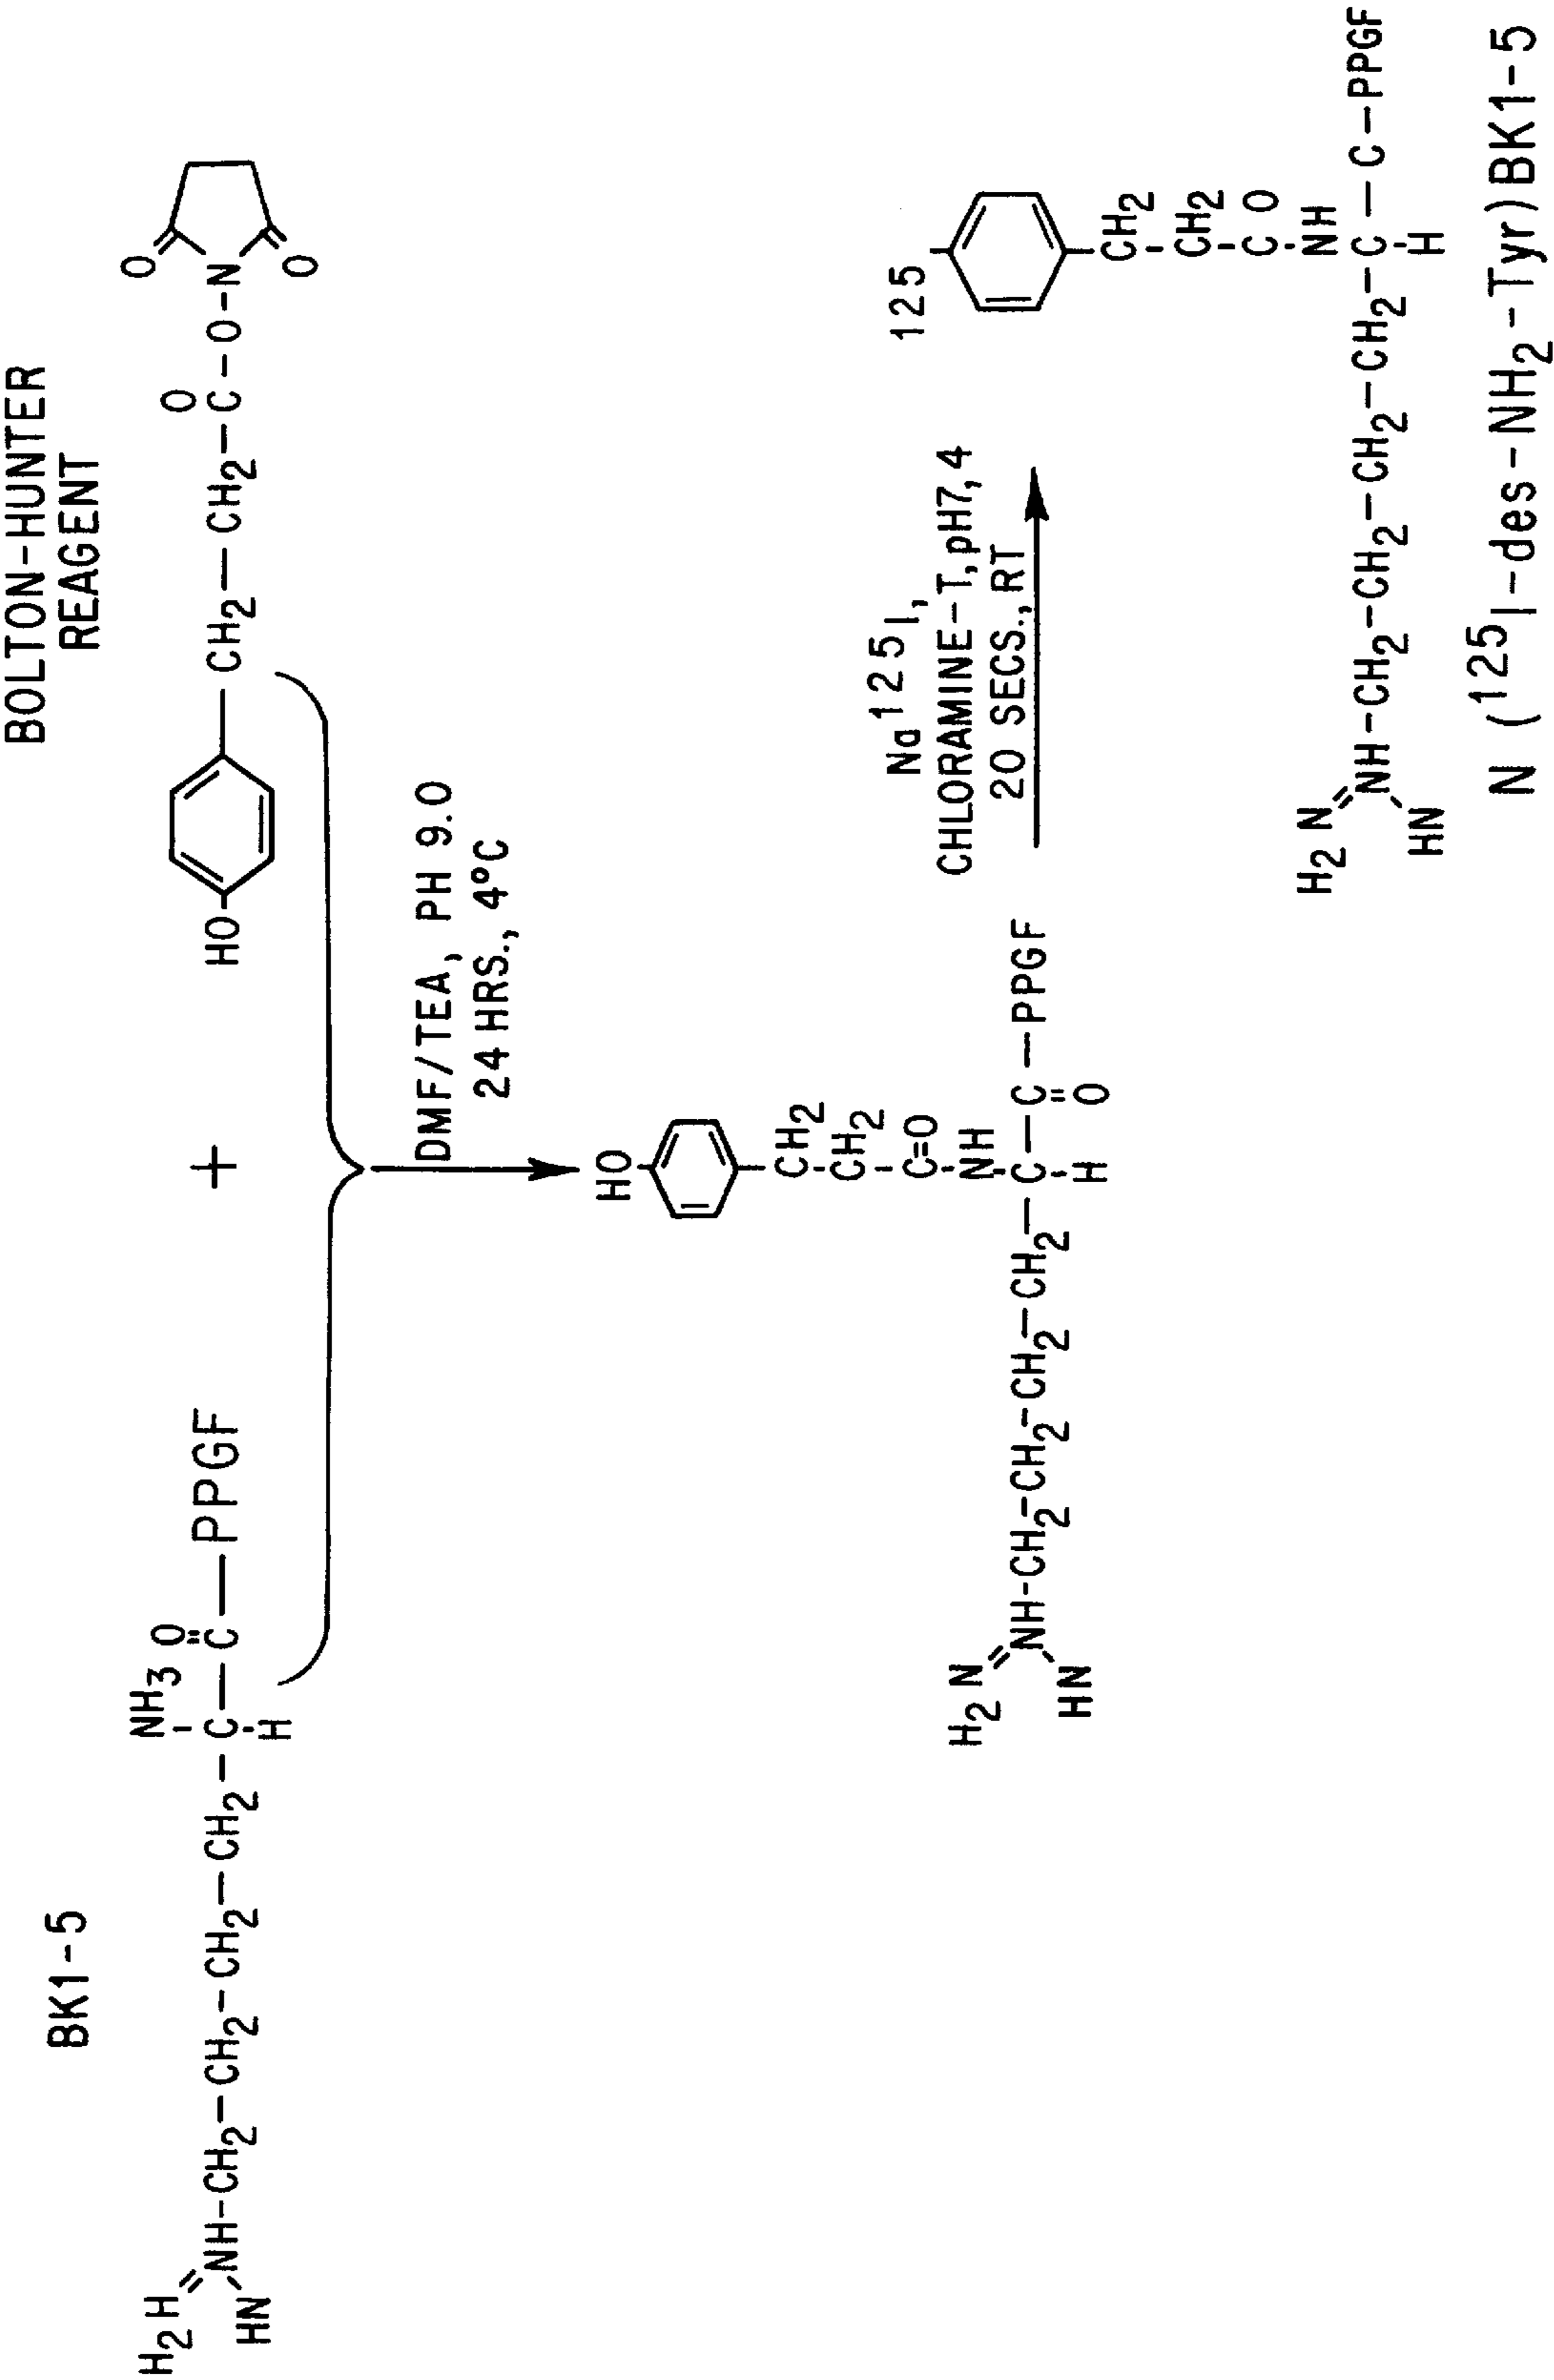 BK1-5
BOLTON-HUNTER
REAGENT
NH3 O
H2H
NH-CH2-CH2-CH2-CH2-C-C-PPGF
HN
H
+
O
HO
CH2-CH2-C-O-N
O
O
DMF/TEA, PH 9.0
24 HRS., 4°C
HO
CH2
CH2
C=O
NH
H2N
NH-CH2-CH2-CH2-CH2-C-C-PPGF
HN
H
O
Na125I,
CHLORAMINE-T, pH7,4
20 SECS., RT
125
CH2
CH2
C O
NH
H2N
NH-CH2-CH2-CH2-CH2-C-C-PPGF
HN
H
N (125I-des-NH2-Tyr)BK1-5